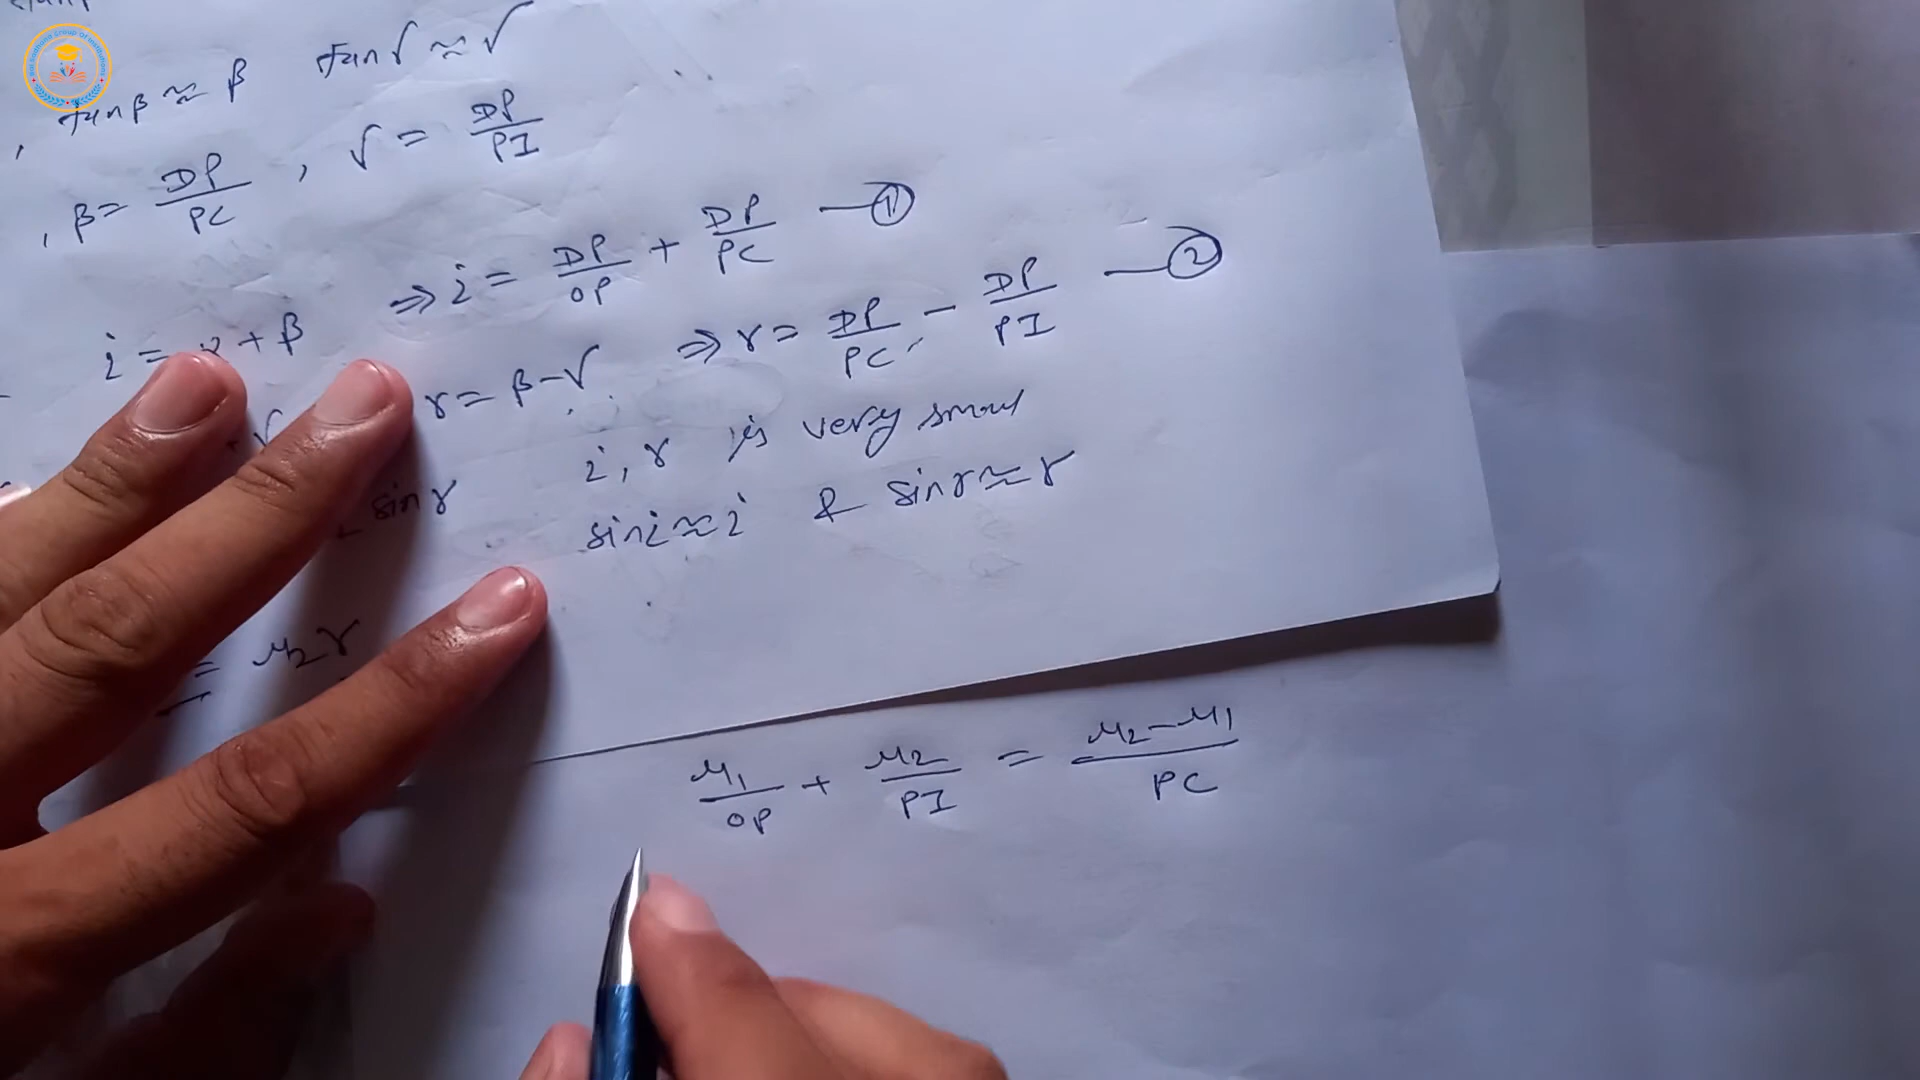 , tanβ ≈ β tan√ ≈ √
, β = DP/PC , √ = DP/PI
i = α + β ⇒ i = DP/OP + DP/PC —①
r = β - √ ⇒ r = DP/PC - DP/PI —②
i, r is very small
sin r sin i ≈ i & sin r ≈ r
= μ2 r
μ1/OP + μ2/PI = μ2 - μ1/PC